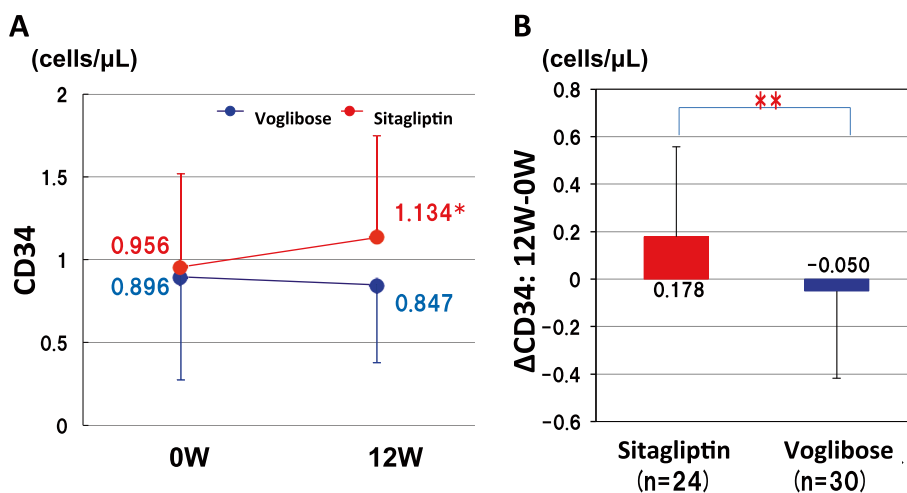 A
(cells/μL)
2
Voglibose Sitagliptin
1.5
1.134*
0.956
1
0.896
0.847
0.5
0
CD34
0W 12W
B
(cells/μL)
0.8
**
0.6
0.4
0.2
-0.050
0
0.178
−0.2
−0.4
−0.6
ΔCD34: 12W-0W
Sitagliptin Voglibose
(n=24) (n=30)